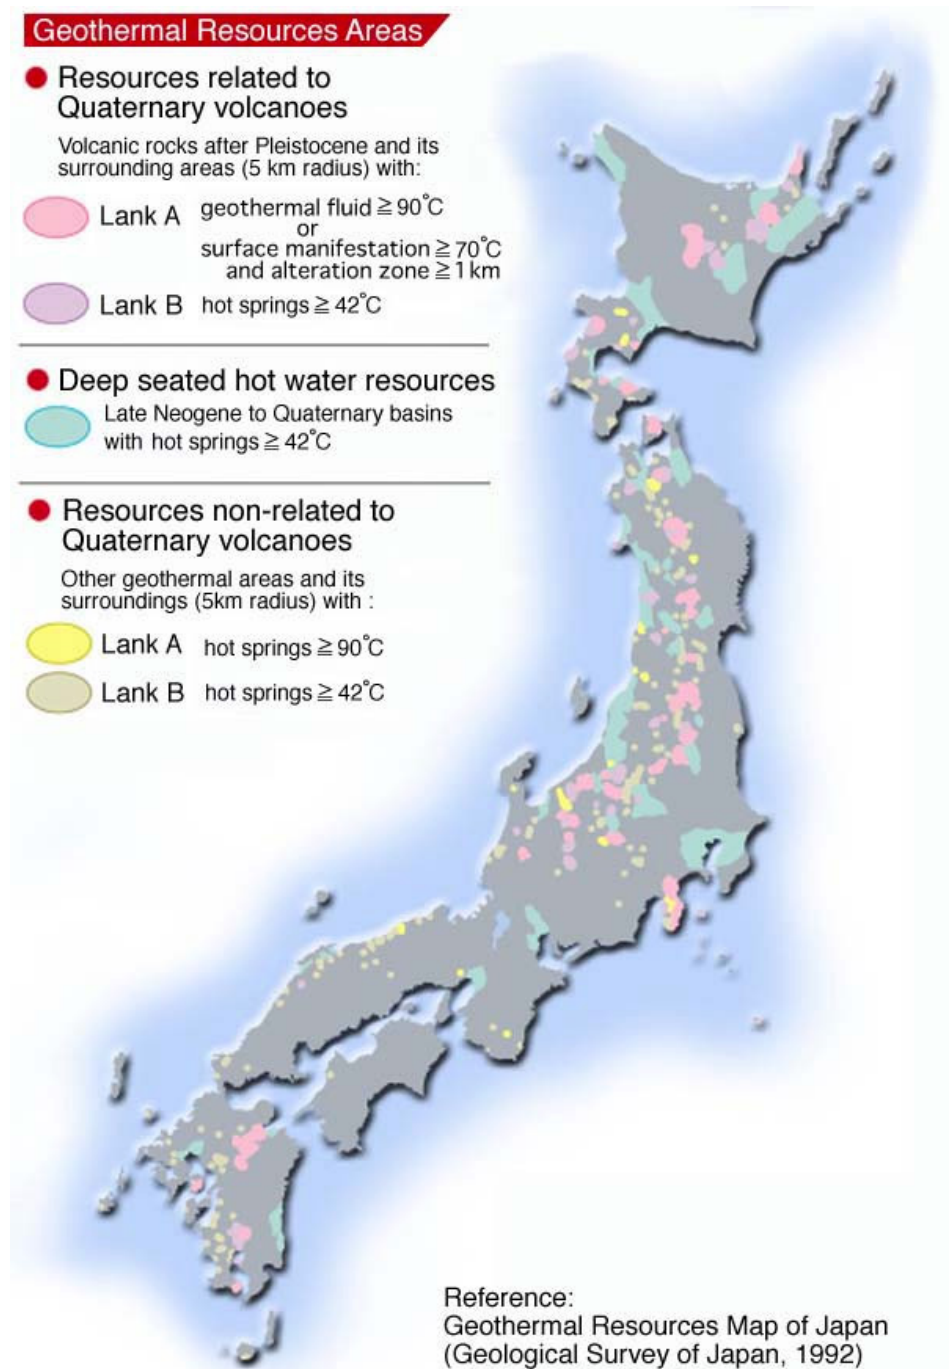 Geothermal Resources Areas
Resources related to
Quaternary volcanoes
Volcanic rocks after Pleistocene and its
surrounding areas (5 km radius) with:
Lank A geothermal fluid ≧ 90℃
or
surface manifestation ≧ 70℃
and alteration zone ≧ 1 km
Lank B hot springs ≧ 42℃
Deep seated hot water resources
Late Neogene to Quaternary basins
with hot springs ≧ 42℃
Resources non-related to
Quaternary volcanoes
Other geothermal areas and its
surroundings (5km radius) with :
Lank A hot springs ≧ 90℃
Lank B hot springs ≧ 42℃
Reference:
Geothermal Resources Map of Japan
(Geological Survey of Japan, 1992)